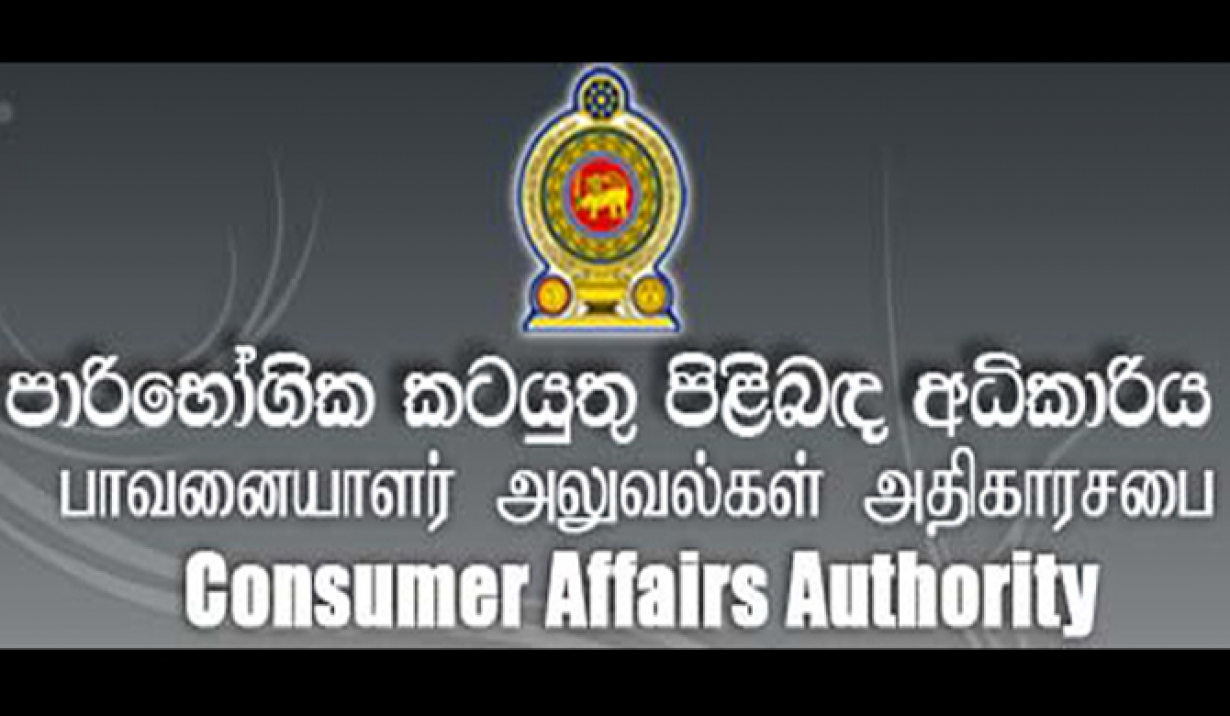 පාරිභෝගික කටයුතු පිළිබඳ අධිකාරිය
பாவனையாளர் அலுவல்கள் அதிகாரசபை
Consumer Affairs Authority